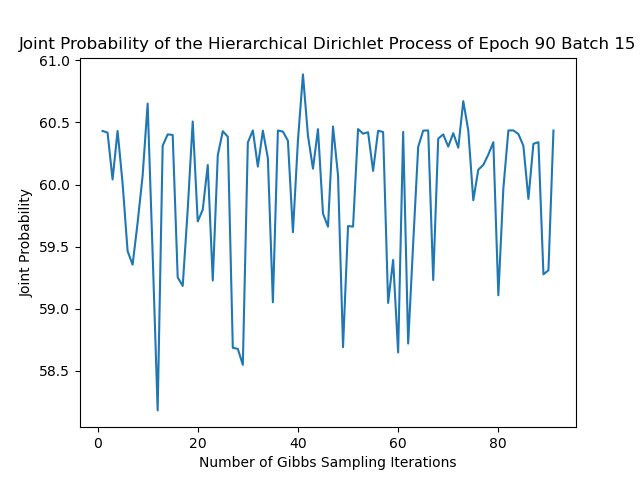 Joint Probability of the Hierarchical Dirichlet Process of Epoch 90 Batch 15
61.0
60.5
60.0
59.5
59.0
58.5
Joint Probability
0 20 40 60 80
Number of Gibbs Sampling Iterations